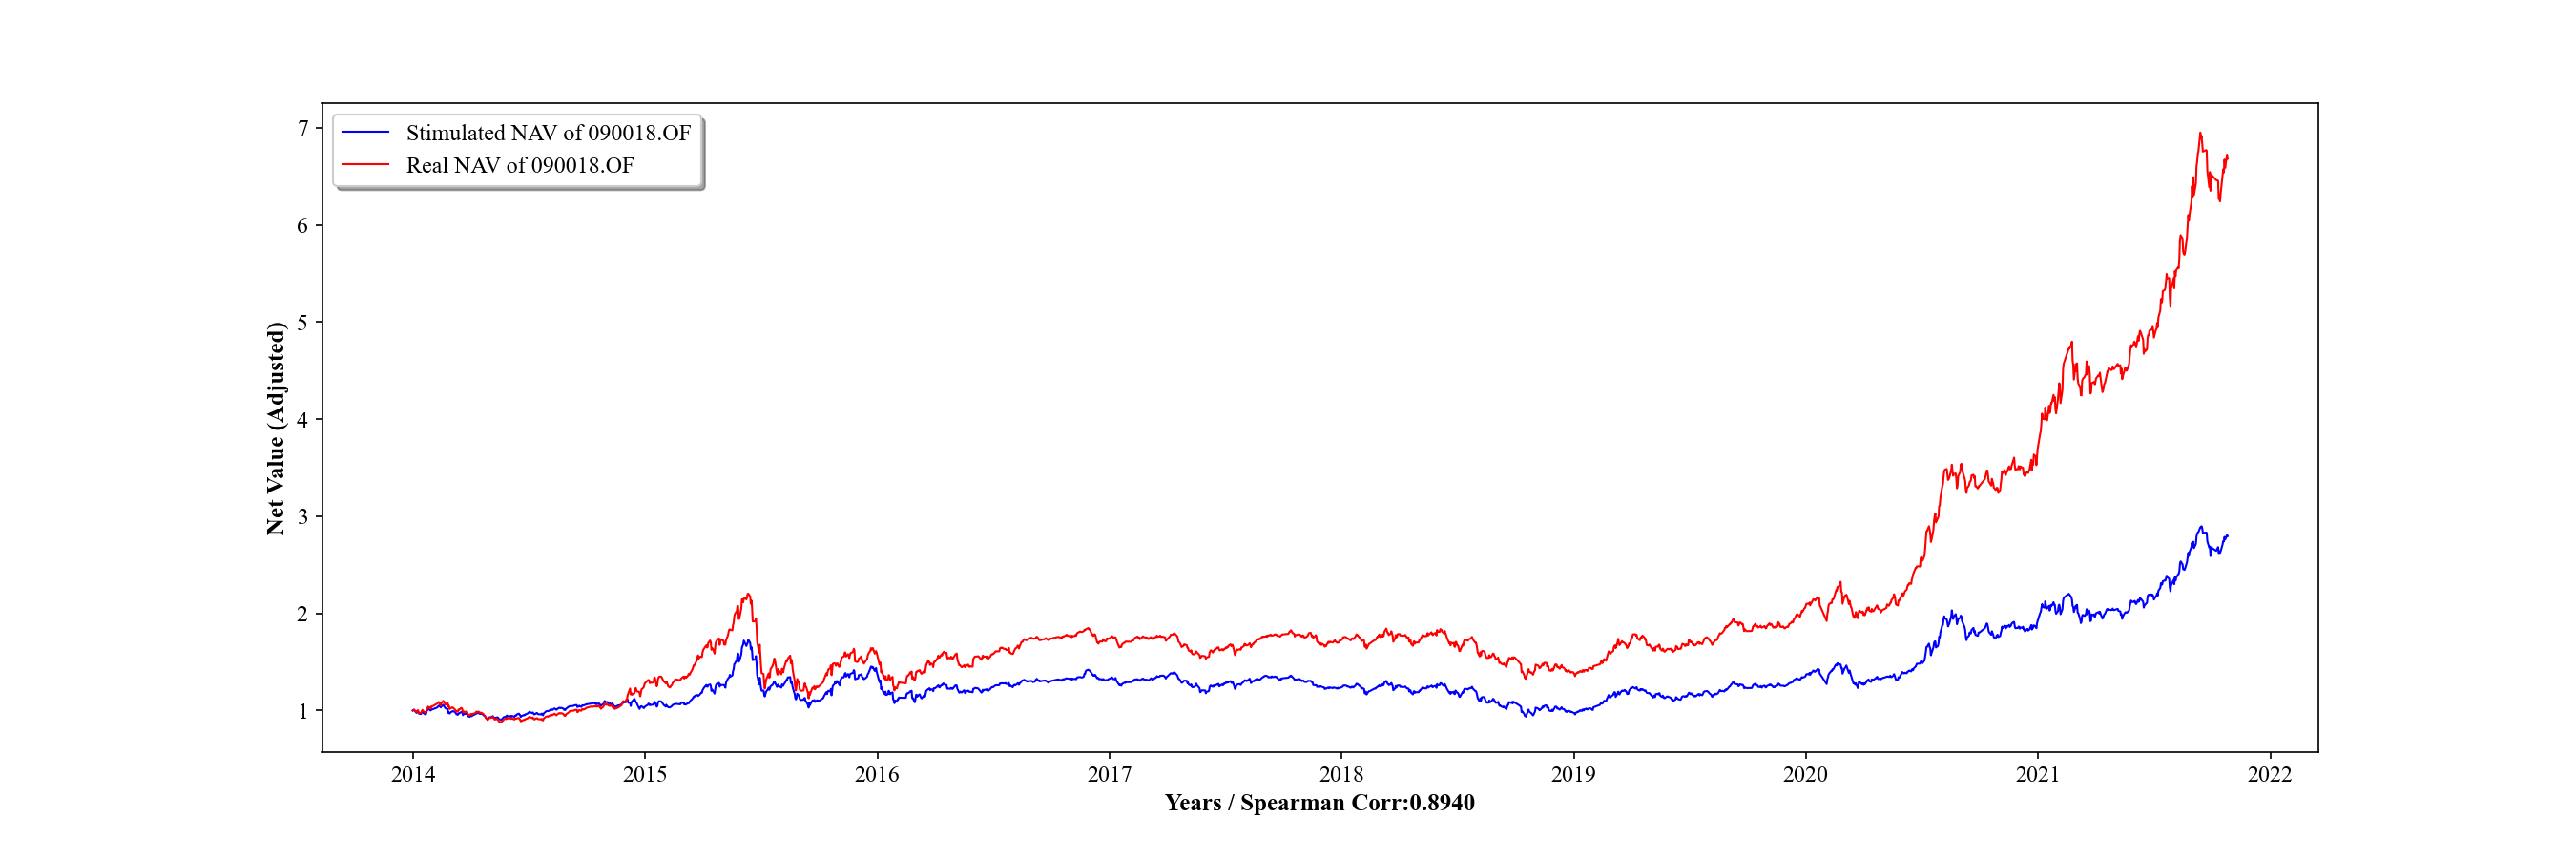 Stimulated NAV of 090018.OF
Real NAV of 090018.OF
Net Value (Adjusted)
7
6
5
4
3
2
1
2014 2015 2016 2017 2018 2019 2020 2021 2022
Years / Spearman Corr:0.8940